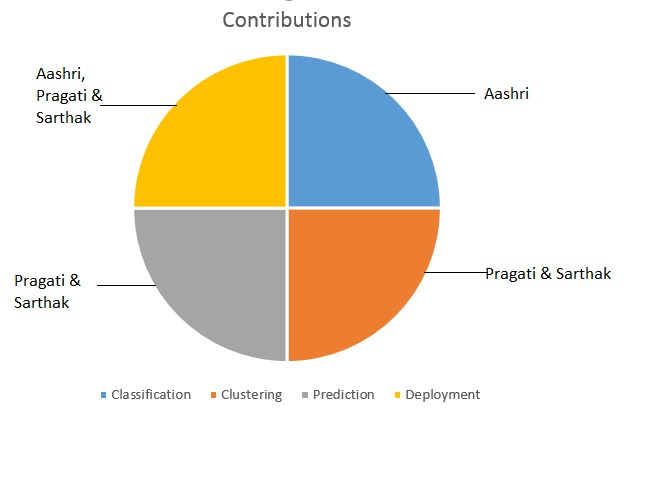 Contributions
Aashri,
Pragati &
Sarthak
Aashri
Pragati &
Sarthak
Pragati & Sarthak
Classification
Clustering
Prediction
Deployment